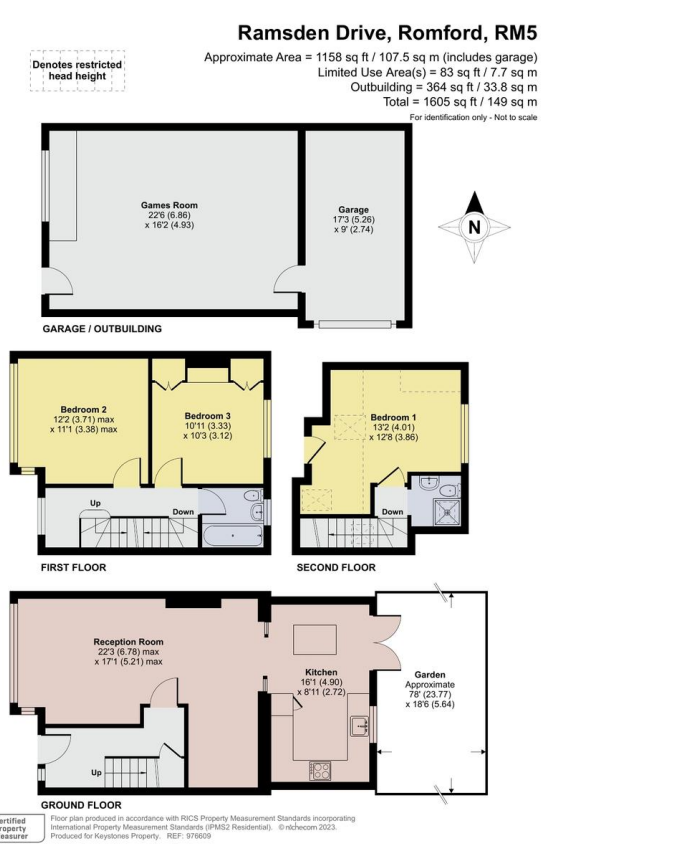 Ramsden Drive, Romford, RM5
Approximate Area = 1158 sq ft / 107.5 sq m (includes garage)
Limited Use Area(s) = 83 sq ft / 7.7 sq m
Outbuilding = 364 sq ft / 33.8 sq m
Total = 1605 sq ft / 149 sq m
For identification only - Not to scale
Denotes restricted
head height
Games Room
22'6 (6.86)
x 16'2 (4.93)
Garage
17'3 (5.26)
x 9' (2.74)
N
GARAGE / OUTBUILDING
Bedroom 2
12'2 (3.71) max
x 11'1 (3.38) max
Bedroom 3
10'11 (3.33)
x 10'3 (3.12)
Up
Down
FIRST FLOOR
Bedroom 1
13'2 (4.01)
x 12'8 (3.86)
Down
SECOND FLOOR
Reception Room
22'3 (6.78) max
x 17'1 (5.21) max
Kitchen
16'1 (4.90)
x 8'11 (2.72)
Garden
Approximate
78' (23.77)
x 18'6 (5.64)
Up
GROUND FLOOR
ertified
roperty
easurer
Floor plan produced in accordance with RICS Property Measurement Standards incorporating
International Property Measurement Standards (IPMS2 Residential). © ntchecom 2023.
Produced for Keystones Property. REF: 976609